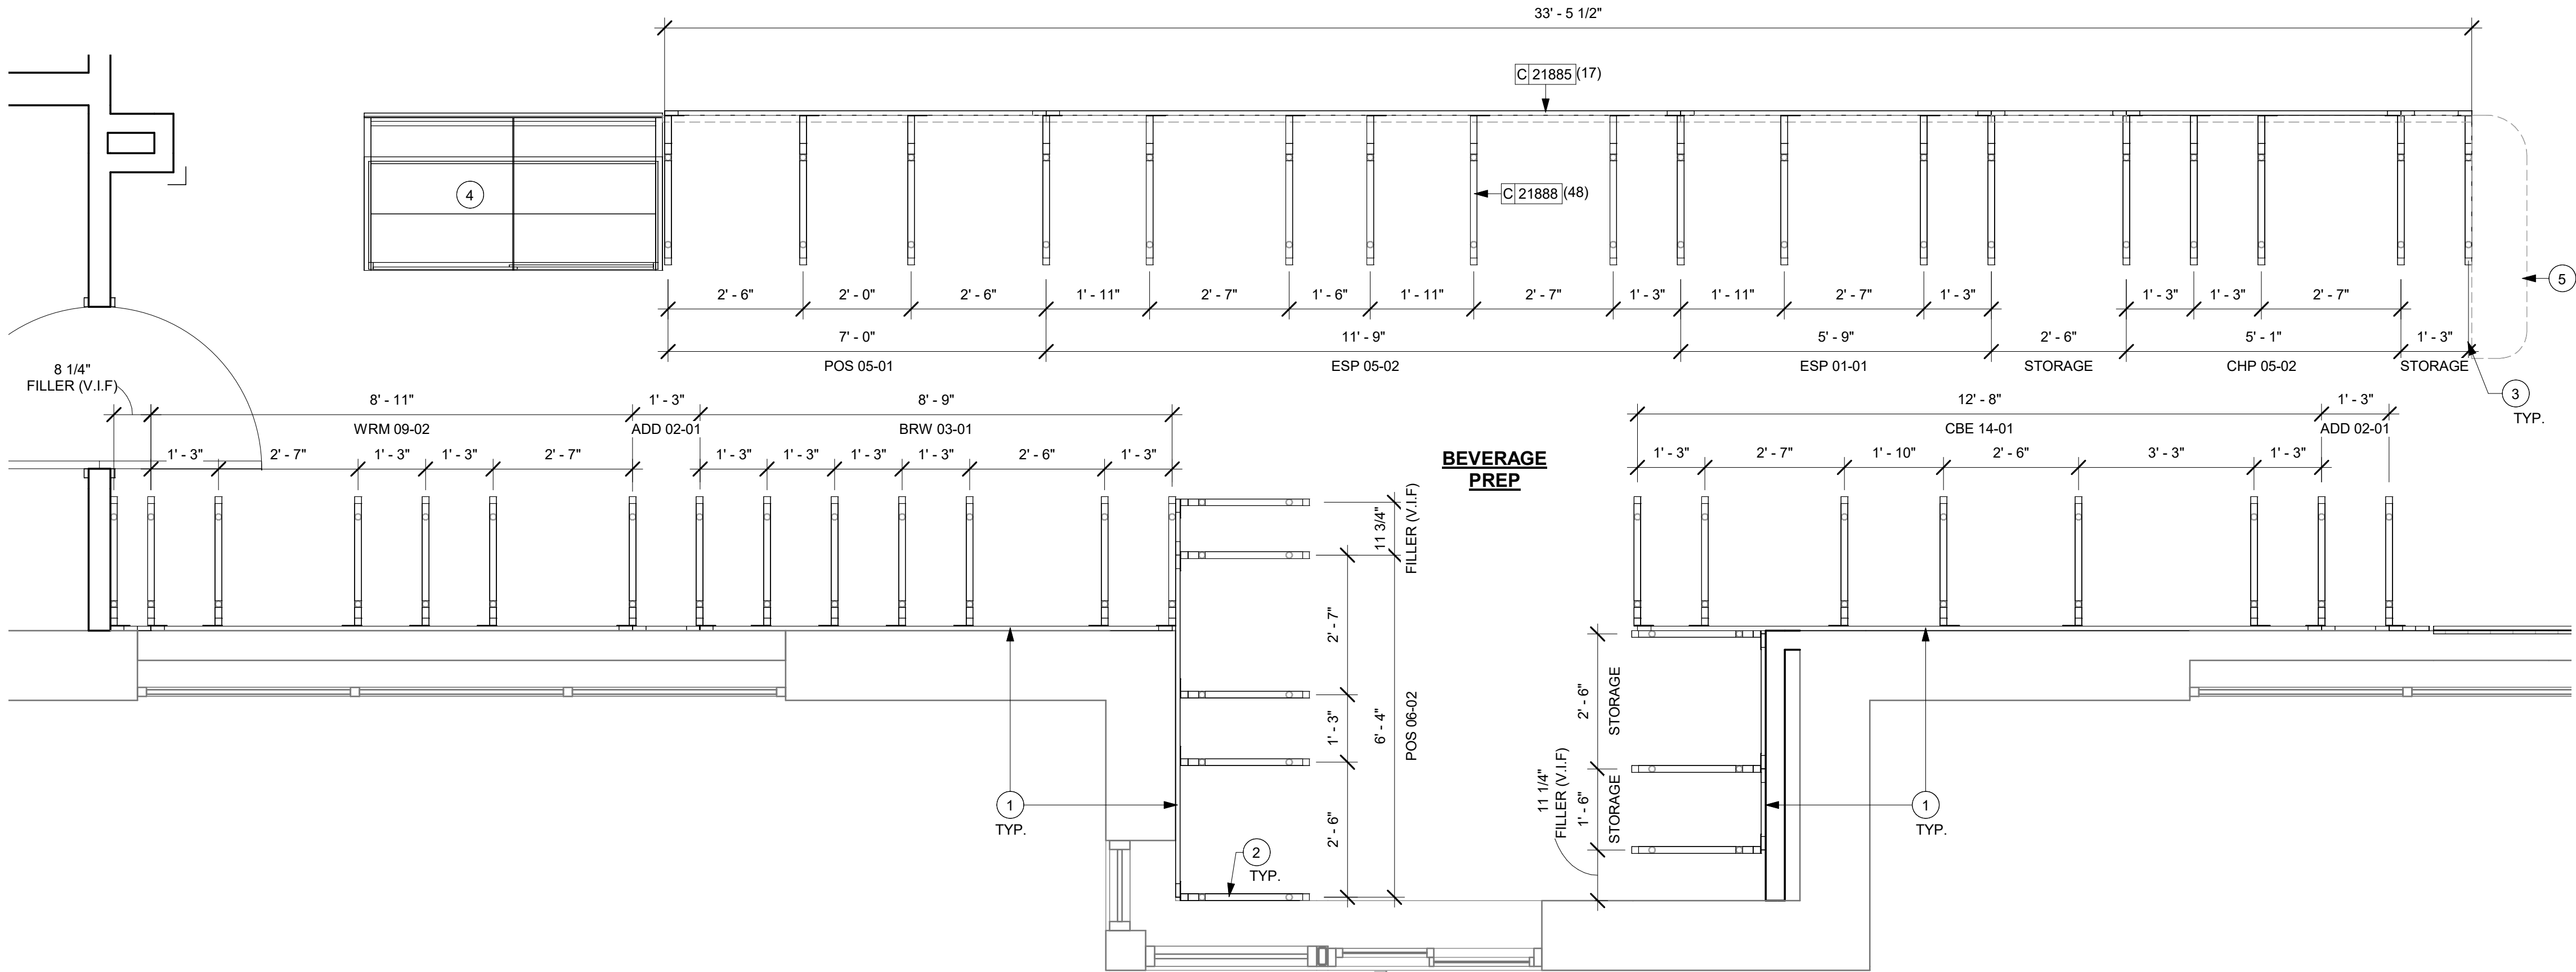 33' - 5 1/2"
C 21885 (17)
4
C 21888 (48)
5
2' - 6"
2' - 0"
2' - 6"
1' - 11"
2' - 7"
1' - 6"
1' - 11"
2' - 7"
1' - 3"
1' - 11"
2' - 7"
1' - 3"
1' - 3"
1' - 3"
2' - 7"
7' - 0"
11' - 9"
5' - 9"
2' - 6"
5' - 1"
1' - 3"
POS 05-01
ESP 05-02
ESP 01-01
STORAGE
CHP 05-02
STORAGE
3
TYP.
8 1/4"
FILLER (V.I.F)
8' - 11"
1' - 3"
8' - 9"
WRM 09-02
ADD 02-01
BRW 03-01
1' - 3"
2' - 7"
1' - 3"
1' - 3"
2' - 7"
1' - 3"
1' - 3"
1' - 3"
1' - 3"
2' - 6"
1' - 3"
BEVERAGE
PREP
12' - 8"
1' - 3"
CBE 14-01
ADD 02-01
1' - 3"
2' - 7"
1' - 10"
2' - 6"
3' - 3"
1' - 3"
11 3/4"
FILLER (V.I.F)
2' - 7"
1' - 3"
2' - 6"
6' - 4"
POS 06-02
2' - 6"
STORAGE
1' - 6"
STORAGE
11 1/4"
FILLER (V.I.F)
1
TYP.
2
TYP.
1
TYP.